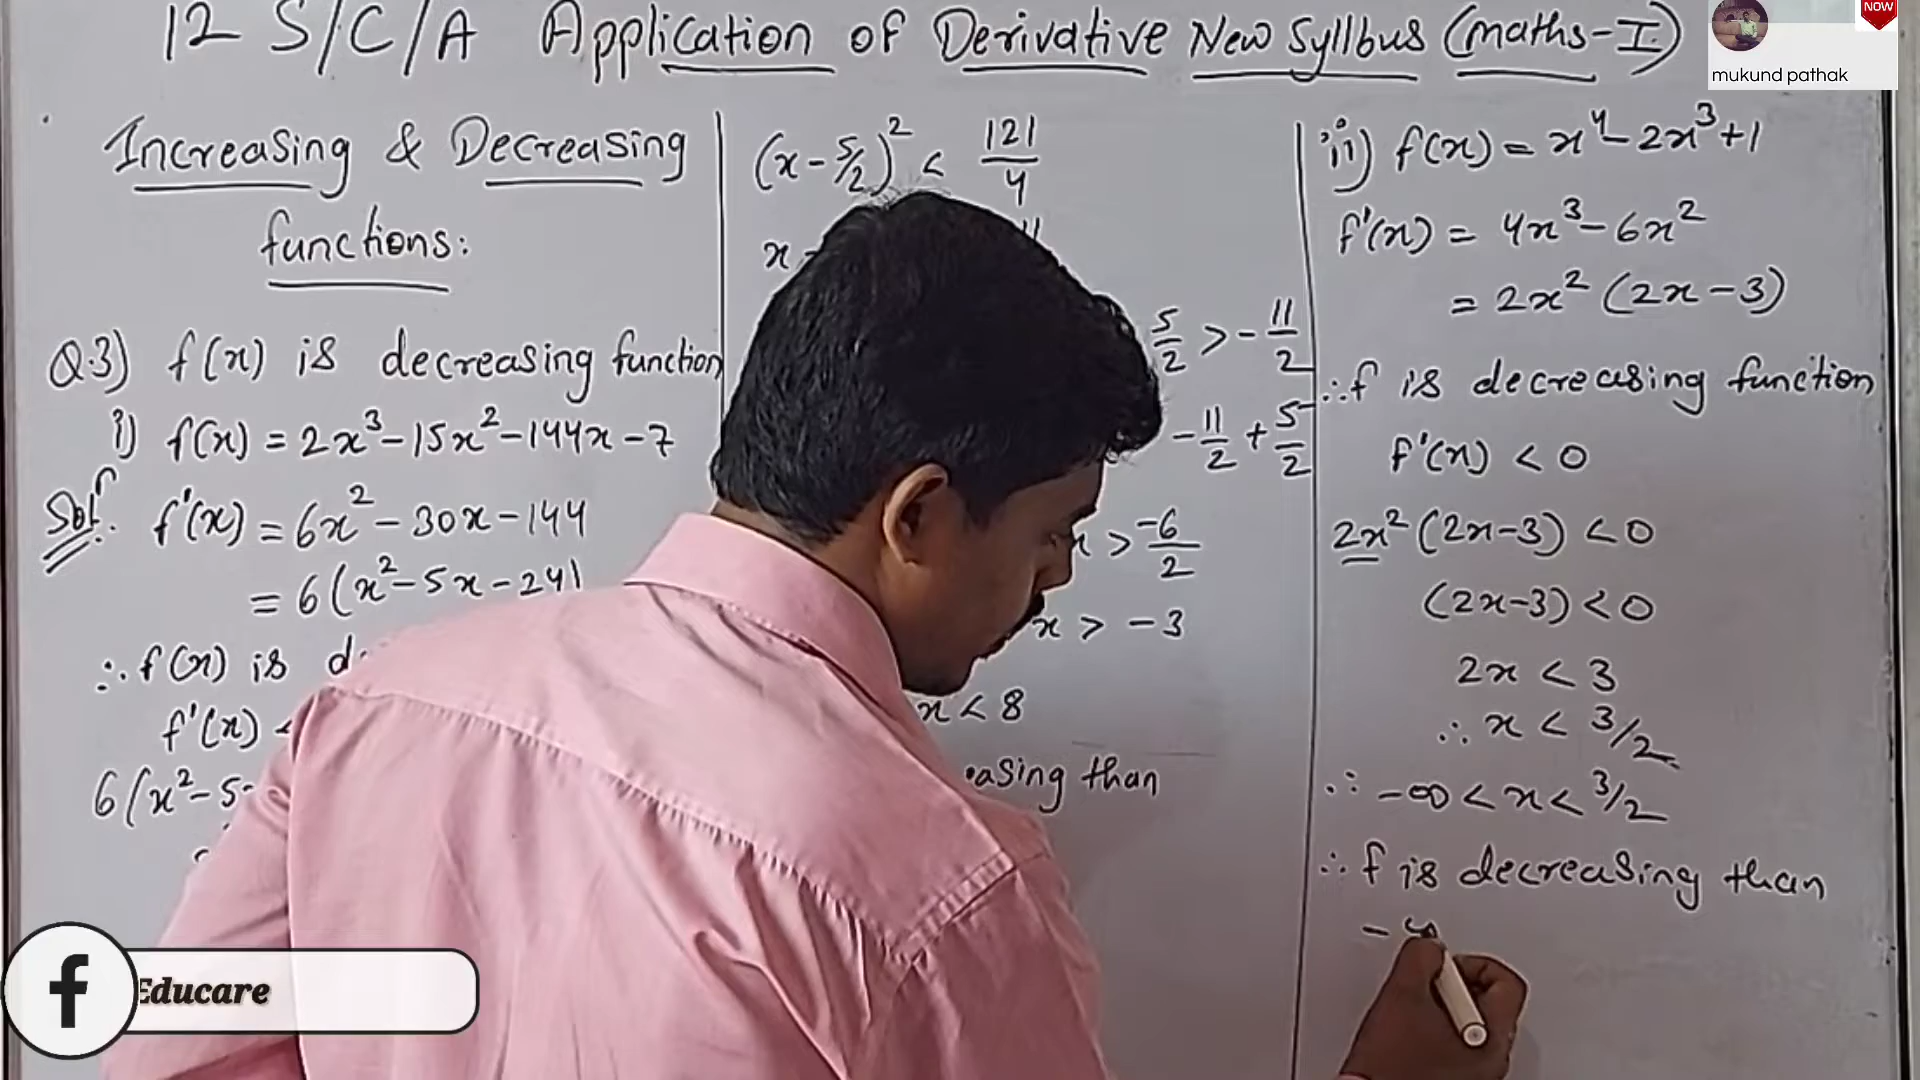 12 S/C/A Application of Derivative New Syllbus (Maths-I)
NOW
mukund pathak
Increasing & Decreasing
functions:
Q.3) f(x) is decreasing function
i) f(x) = 2x³-15x²-144x-7
Solⁿ. f'(x) = 6x²-30x-144
= 6(x²-5x-24)
∴ f(x) is
f'(x) <
6(x²-5
(x-5/2)² < 121/4
x -
5/2 > -11/2
-11/2 + 5/2
x > -6/2
x > -3
x < 8
asing than
ii) f(x) = x⁴-2x³+1
f'(x) = 4x³-6x²
= 2x² (2x-3)
∴ f is decreasing function
f'(x) < 0
2x² (2x-3) < 0
(2x-3) < 0
2x < 3
∴ x < 3/2
∴ -∞ < x < 3/2
∴ f is decreasing than
-
f Educare